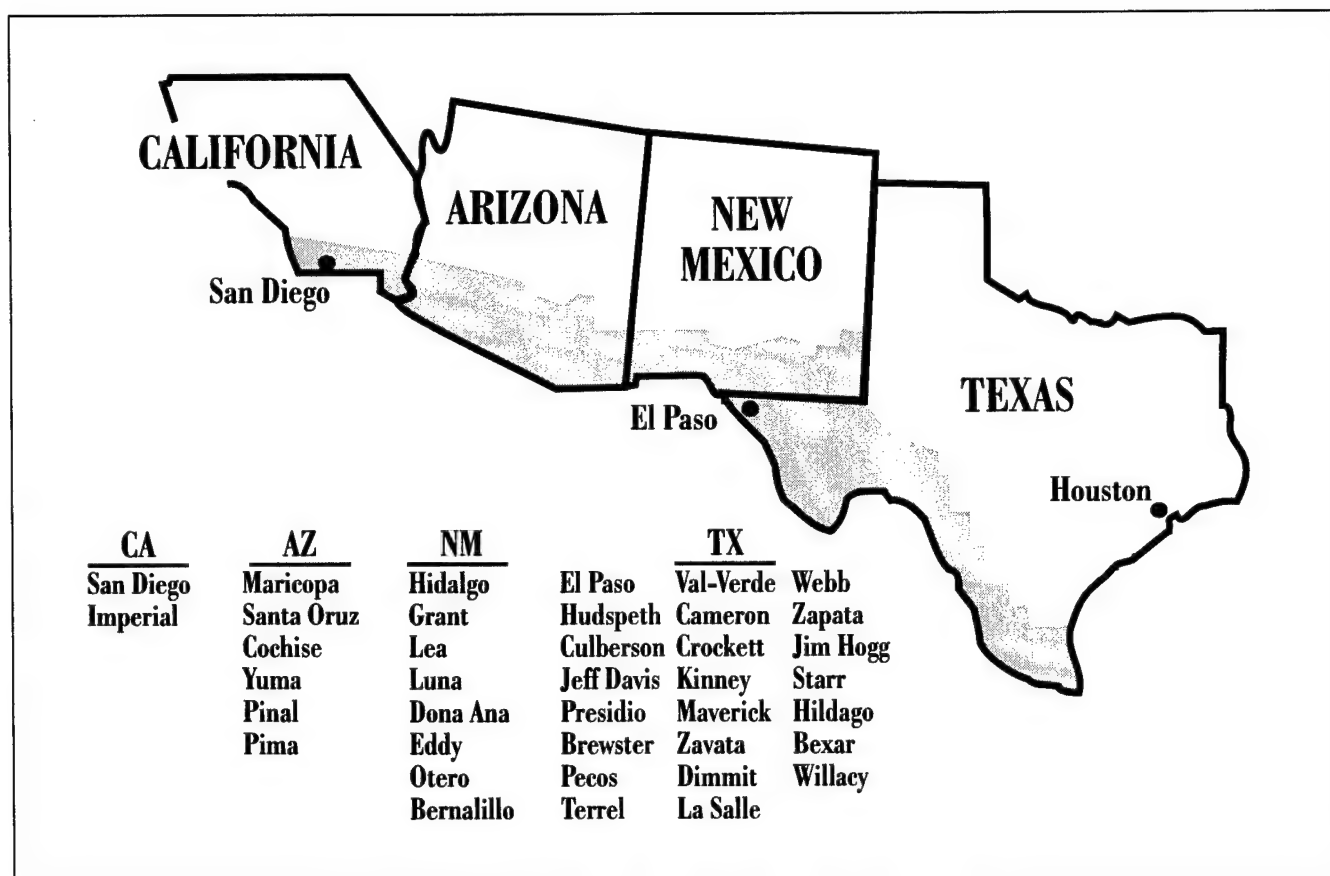 CALIFORNIA
ARIZONA
NEW
MEXICO
San Diego
TEXAS
El Paso
Houston
CA
San Diego
Imperial
AZ
Maricopa
Santa Oruz
Cochise
Yuma
Pinal
Pima
NM
Hidalgo
Grant
Lea
Luna
Dona Ana
Eddy
Otero
Bernalillo
TX
El Paso
Hudspeth
Culberson
Jeff Davis
Presidio
Brewster
Pecos
Terrel
Val-Verde
Cameron
Crockett
Kinney
Maverick
Zavata
Dimmit
La Salle
Webb
Zapata
Jim Hogg
Starr
Hildago
Bexar
Willacy